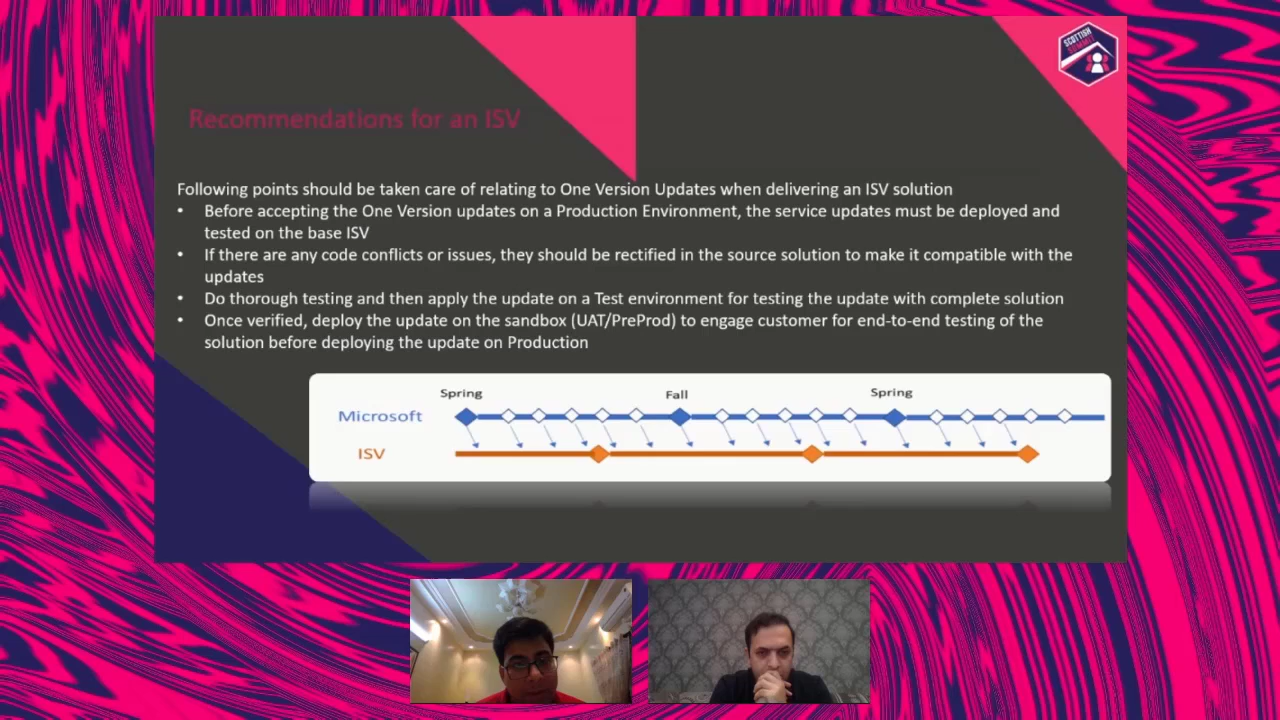 SCOTTISH
SUMMIT
Recommendations for an ISV
Following points should be taken care of relating to One Version Updates when delivering an ISV solution
• Before accepting the One Version updates on a Production Environment, the service updates must be deployed and
tested on the base ISV
• If there are any code conflicts or issues, they should be rectified in the source solution to make it compatible with the
updates
• Do thorough testing and then apply the update on a Test environment for testing the update with complete solution
• Once verified, deploy the update on the sandbox (UAT/PreProd) to engage customer for end-to-end testing of the
solution before deploying the update on Production
Spring Fall Spring
Microsoft
ISV